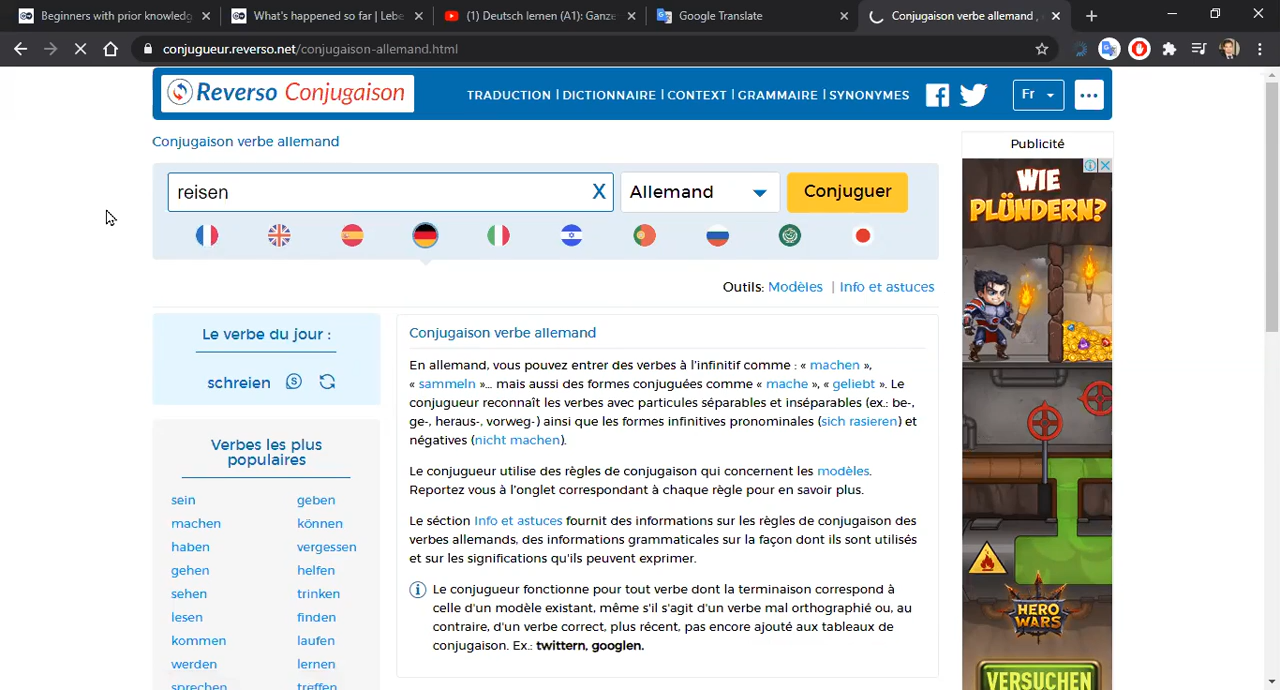 Beginners with prior knowledg
What's happened so far | Lebe
(1) Deutsch lernen (A1): Ganze
Google Translate
Conjugaison verbe allemand ,
conjugueur.reverso.net/conjugaison-allemand.html
Reverso Conjugaison
TRADUCTION | DICTIONNAIRE | CONTEXT | GRAMMAIRE | SYNONYMES
Fr
Conjugaison verbe allemand
Publicité
reisen X Allemand Conjuguer
WIE
PLÜNDERN?
Outils: Modèles | Info et astuces
Le verbe du jour :
schreien
Verbes les plus
populaires
sein geben
machen können
haben vergessen
gehen helfen
sehen trinken
lesen finden
kommen laufen
werden lernen
sprechen treffen
Conjugaison verbe allemand
En allemand, vous pouvez entrer des verbes à l'infinitif comme : « machen »,
« sammeln »... mais aussi des formes conjuguées comme « mache », « geliebt ». Le
conjugueur reconnaît les verbes avec particules séparables et inséparables (ex.: be-,
ge-, heraus-, vorweg-) ainsi que les formes infinitives pronominales (sich rasieren) et
négatives (nicht machen).
Le conjugueur utilise des règles de conjugaison qui concernent les modèles.
Reportez vous à l'onglet correspondant à chaque règle pour en savoir plus.
Le séction Info et astuces fournit des informations sur les règles de conjugaison des
verbes allemands, des informations grammaticales sur la façon dont ils sont utilisés
et sur les significations qu'ils peuvent exprimer.
Le conjugueur fonctionne pour tout verbe dont la terminaison correspond à
celle d'un modèle existant, même s'il s'agit d'un verbe mal orthographié ou, au
contraire, d'un verbe correct, plus récent, pas encore ajouté aux tableaux de
conjugaison. Ex.: twittern, googlen.
HERO
WARS
VERSUCHEN